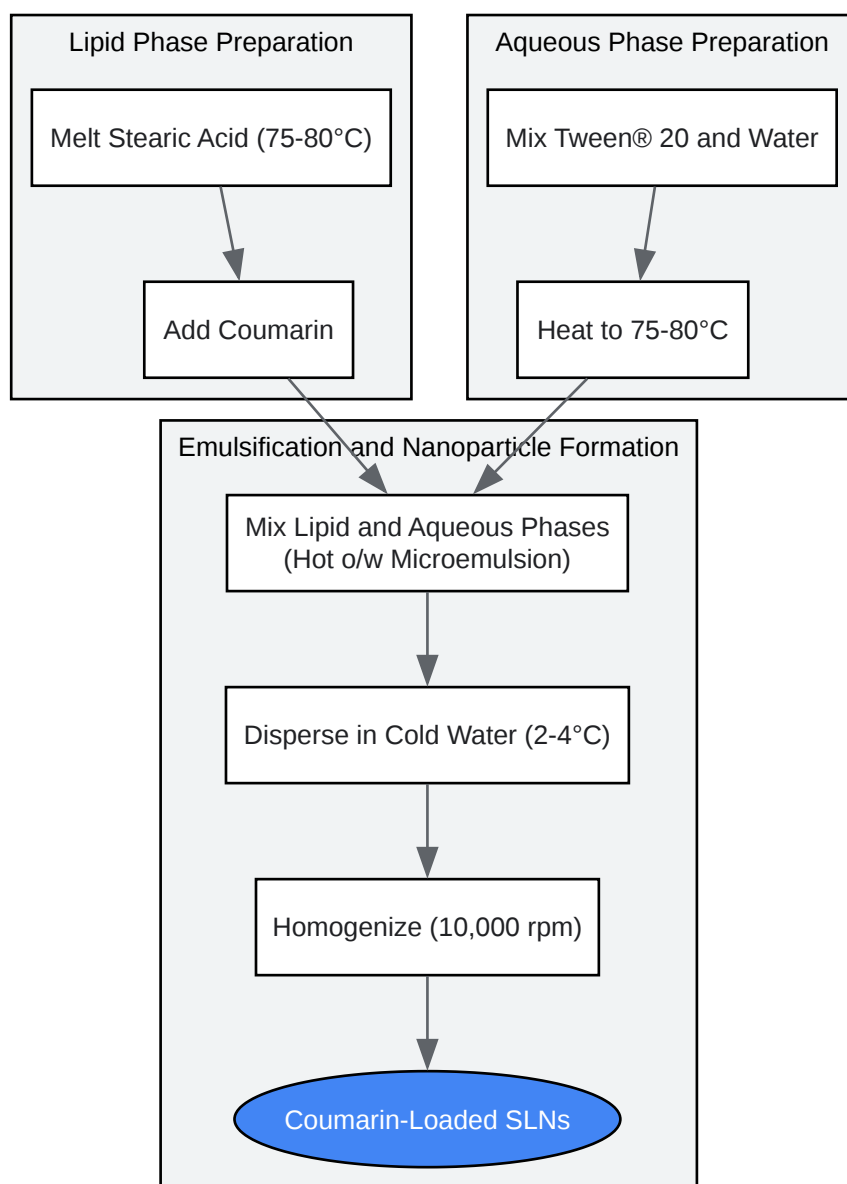 Lipid Phase Preparation
Melt Stearic Acid (75-80°C)
Add Coumarin
Aqueous Phase Preparation
Mix Tween® 20 and Water
Heat to 75-80°C
Emulsification and Nanoparticle Formation
Mix Lipid and Aqueous Phases
(Hot o/w Microemulsion)
Disperse in Cold Water (2-4°C)
Homogenize (10,000 rpm)
Coumarin-Loaded SLNs